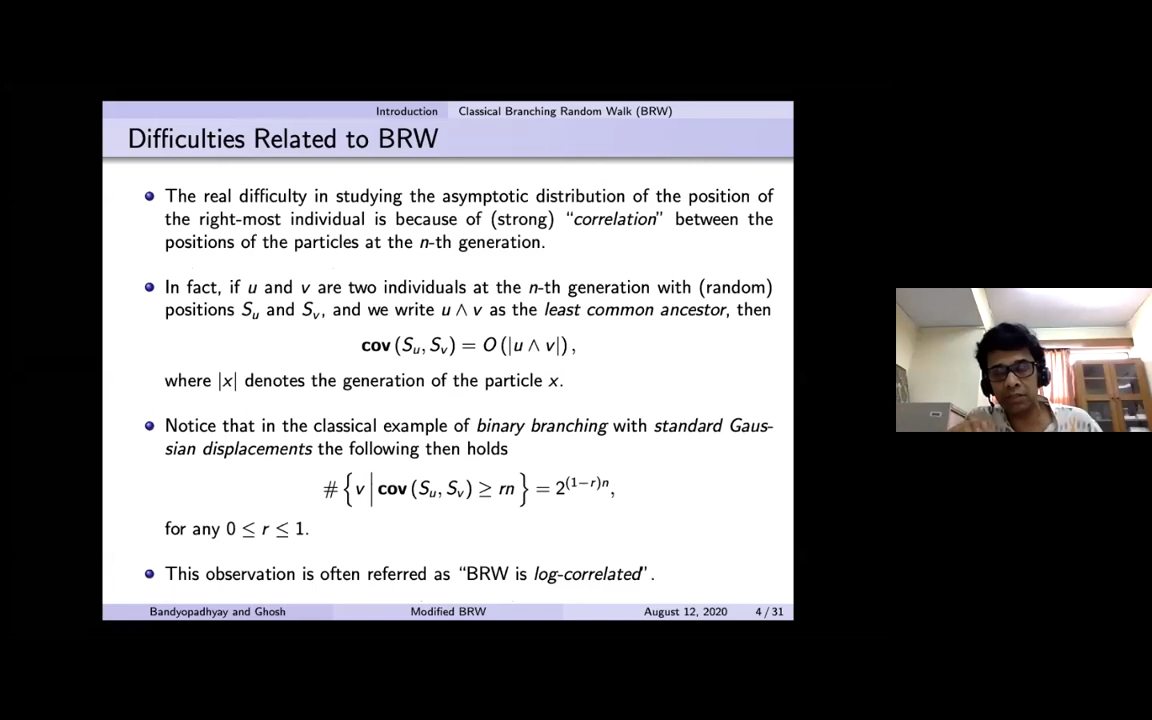 Introduction Classical Branching Random Walk (BRW)
Difficulties Related to BRW
The real difficulty in studying the asymptotic distribution of the position of
the right-most individual is because of (strong) “correlation” between the
positions of the particles at the n-th generation.
In fact, if u and v are two individuals at the n-th generation with (random)
positions Sᵤ and Sᵥ, and we write u ∧ v as the least common ancestor, then
cov (Sᵤ, Sᵥ) = O (|u ∧ v|),
where |x| denotes the generation of the particle x.
Notice that in the classical example of binary branching with standard Gaus-
sian displacements the following then holds
# { v | cov (Sᵤ, Sᵥ) ≥ rn } = 2⁽¹⁻ʳ⁾ⁿ,
for any 0 ≤ r ≤ 1.
This observation is often referred as “BRW is log-correlated”.
Bandyopadhyay and Ghosh Modified BRW August 12, 2020 4 / 31